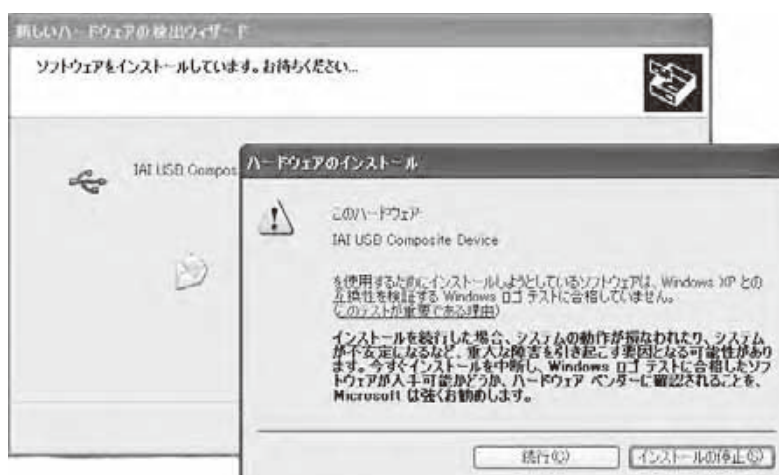 新しいハードウェアの検出ウィザード
ソフトウェアをインストールしています。お待ちください...
IAI USB Compos
ハードウェアのインストール
このハードウェア:
IAI USB Composite Device
を使用するためにインストールしようとしているソフトウェアは、Windows XP との
互換性を検証する Windows ロゴ テストに合格していません。
(このテストが重要である理由)
インストールを続行した場合、システムの動作が損なわれたり、システム
が不安定になるなど、重大な障害を引き起こす要因となる可能性があり
ます。今すぐインストールを中断し、Windows ロゴ テストに合格したソフ
トウェアが入手可能かどうか、ハードウェア ベンダーに確認されることを、
Microsoft は強くお勧めします。
続行(C)
インストールの停止(S)